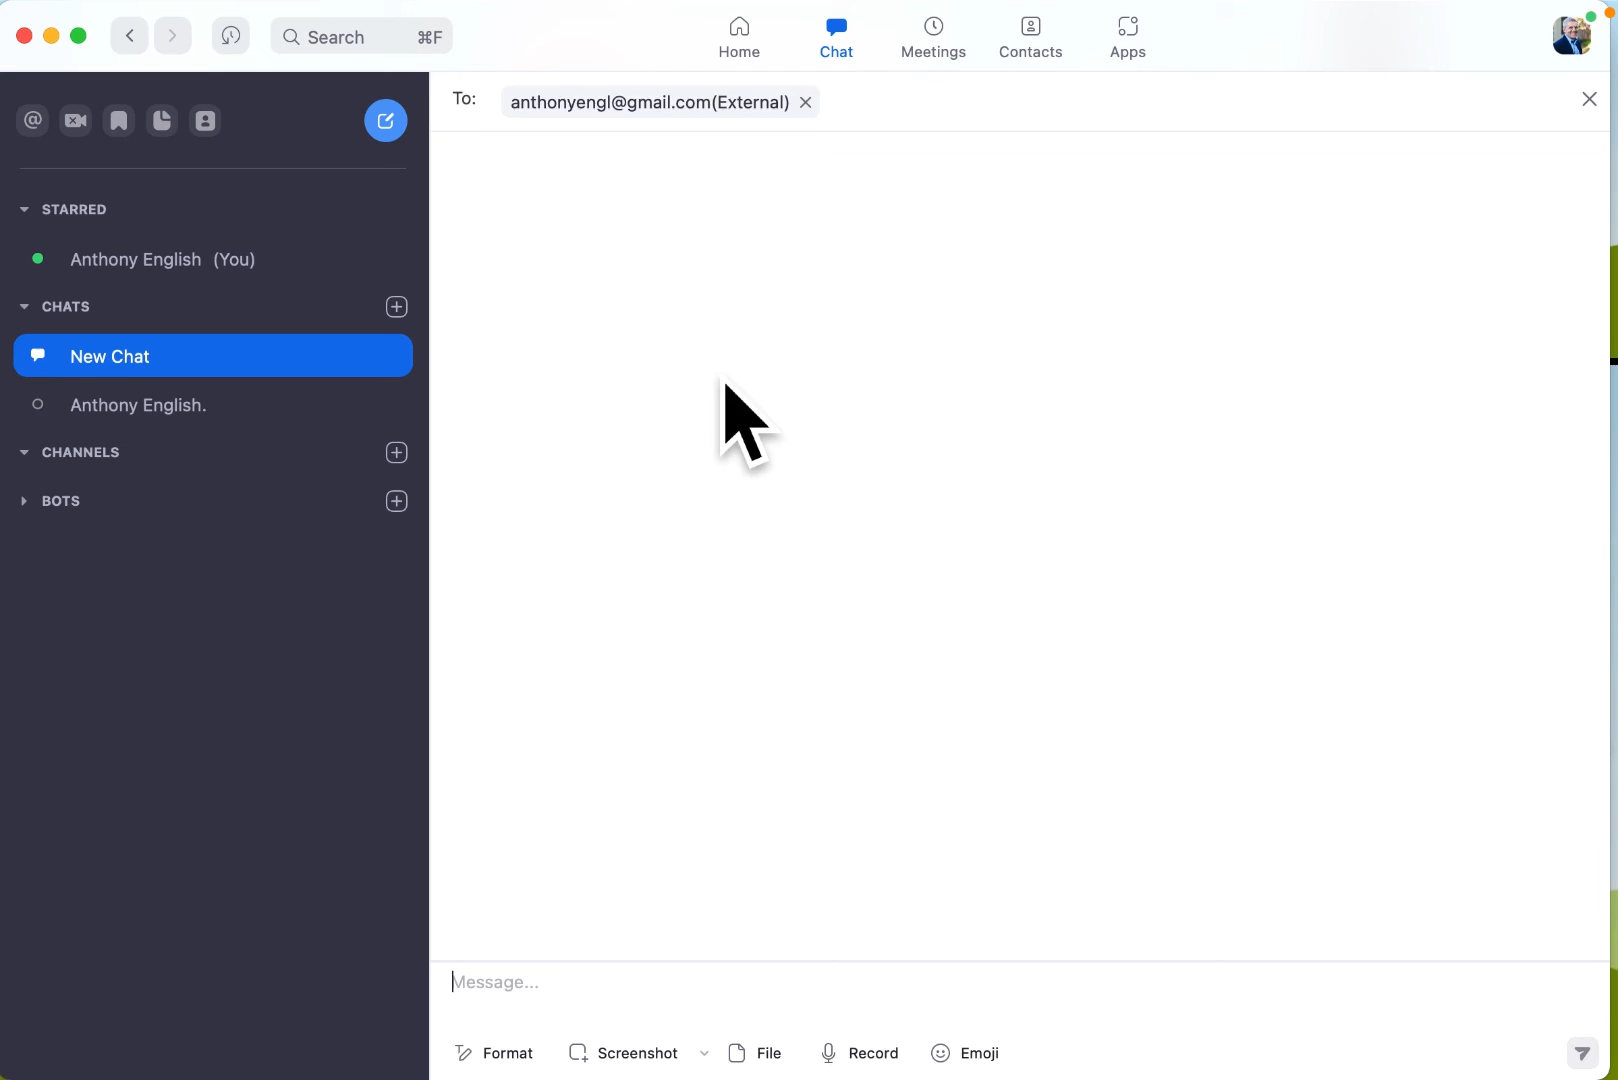 Search ⌘F
Home
Chat
Meetings
Contacts
Apps
@
To: anthonyengl@gmail.com(External)
STARRED
Anthony English (You)
CHATS
New Chat
Anthony English.
CHANNELS
BOTS
Message...
Format
Screenshot
File
Record
Emoji